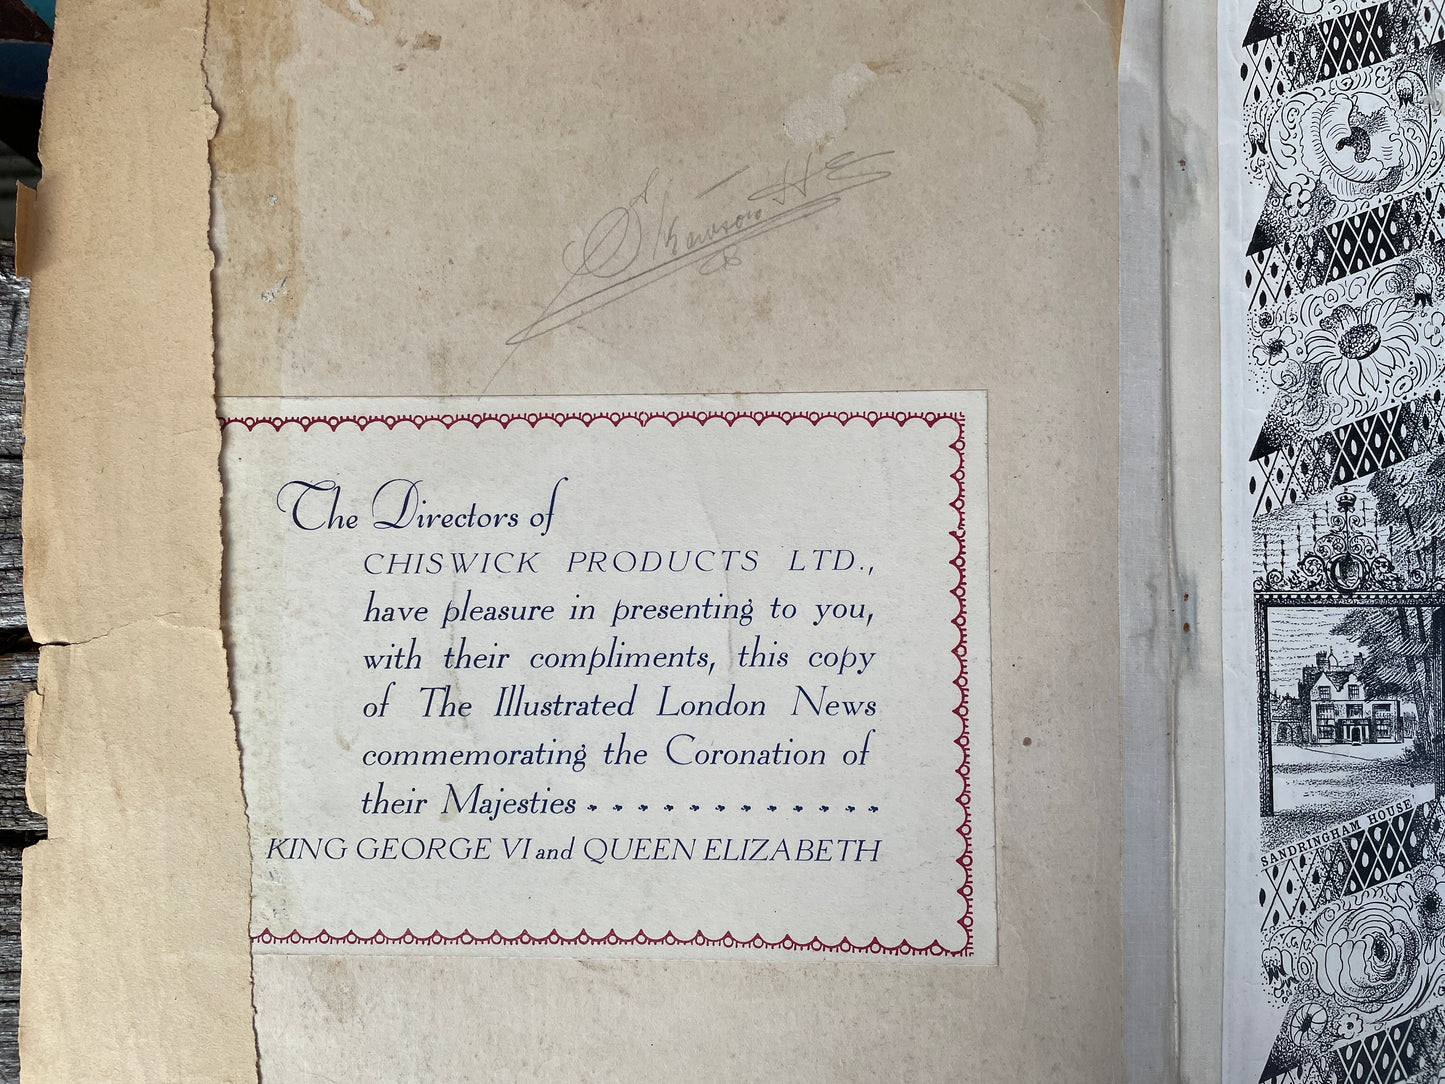 The Directors of
CHISWICK PRODUCTS LTD.,
have pleasure in presenting to you,
with their compliments, this copy
of The Illustrated London News
commemorating the Coronation of
their Majesties
KING GEORGE VI and QUEEN ELIZABETH
SANDRINGHAM HOUSE